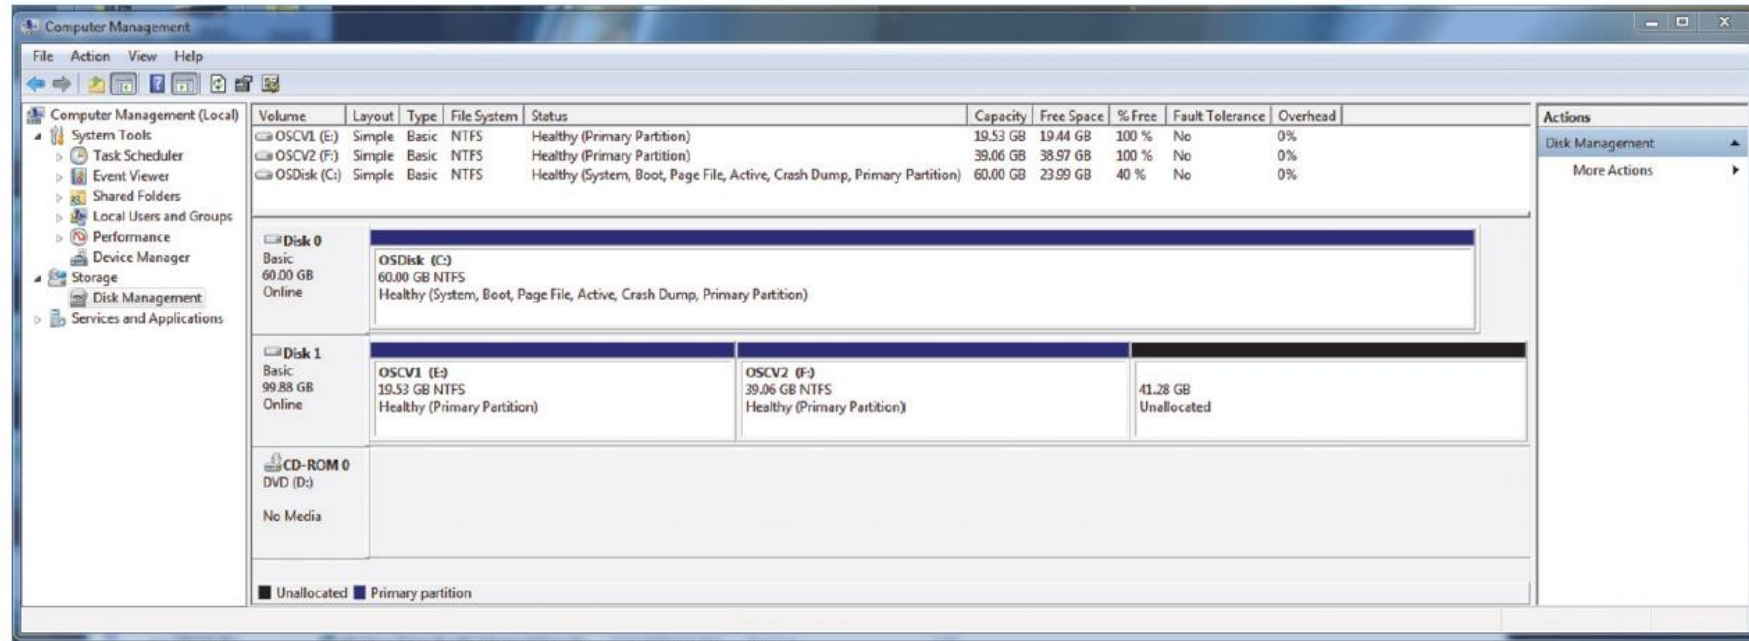 Computer Management
File Action View Help
Computer Management (Local)
System Tools
Task Scheduler
Event Viewer
Shared Folders
Local Users and Groups
Performance
Device Manager
Storage
Disk Management
Services and Applications
Volume Layout Type File System Status Capacity Free Space % Free Fault Tolerance Overhead
OSCV1 (E:) Simple Basic NTFS Healthy (Primary Partition) 19.53 GB 19.44 GB 100 % No 0%
OSCV2 (F:) Simple Basic NTFS Healthy (Primary Partition) 39.06 GB 38.97 GB 100 % No 0%
OSDisk (C:) Simple Basic NTFS Healthy (System, Boot, Page File, Active, Crash Dump, Primary Partition) 60.00 GB 23.99 GB 40 % No 0%
Disk 0
Basic
60.00 GB
Online
OSDisk (C:)
60.00 GB NTFS
Healthy (System, Boot, Page File, Active, Crash Dump, Primary Partition)
Disk 1
Basic
99.88 GB
Online
OSCV1 (E:)
19.53 GB NTFS
Healthy (Primary Partition)
OSCV2 (F:)
39.06 GB NTFS
Healthy (Primary Partition)
41.28 GB
Unallocated
CD-ROM 0
DVD (D:)
No Media
Unallocated Primary partition
Actions
Disk Management
More Actions